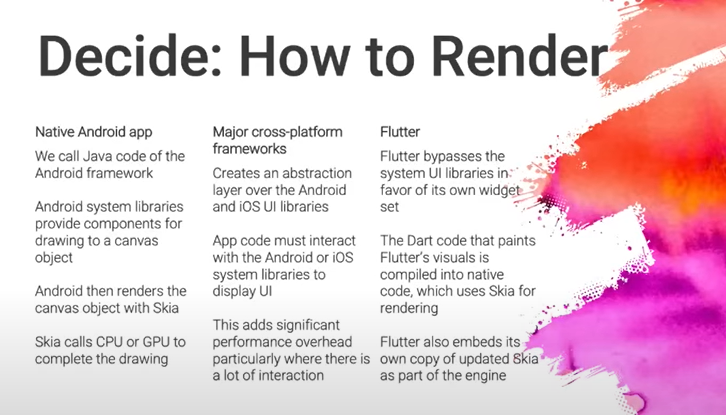 Decide: How to Render
Native Android app
We call Java code of the
Android framework
Android system libraries
provide components for
drawing to a canvas
object
Android then renders the
canvas object with Skia
Skia calls CPU or GPU to
complete the drawing
Major cross-platform
frameworks
Creates an abstraction
layer over the Android
and iOS UI libraries
App code must interact
with the Android or iOS
system libraries to
display UI
This adds significant
performance overhead
particularly where there is
a lot of interaction
Flutter
Flutter bypasses the
system UI libraries in
favor of its own widget
set
The Dart code that paints
Flutter's visuals is
compiled into native
code, which uses Skia for
rendering
Flutter also embeds its
own copy of updated Skia
as part of the engine